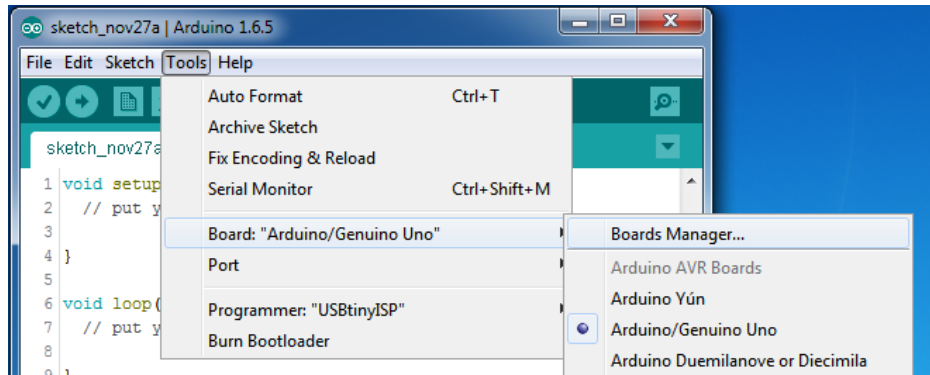 sketch_nov27a | Arduino 1.6.5
File Edit Sketch Tools Help
sketch_nov27a
Auto Format Ctrl+T
Archive Sketch
Fix Encoding & Reload
Serial Monitor Ctrl+Shift+M
Board: "Arduino/Genuino Uno"
Port
Programmer: "USBtinyISP"
Burn Bootloader
Boards Manager...
Arduino AVR Boards
Arduino Yún
Arduino/Genuino Uno
Arduino Duemilanove or Diecimila
1 void setup
2 // put y
3
4 }
5
6 void loop(
7 // put y
8
9 }